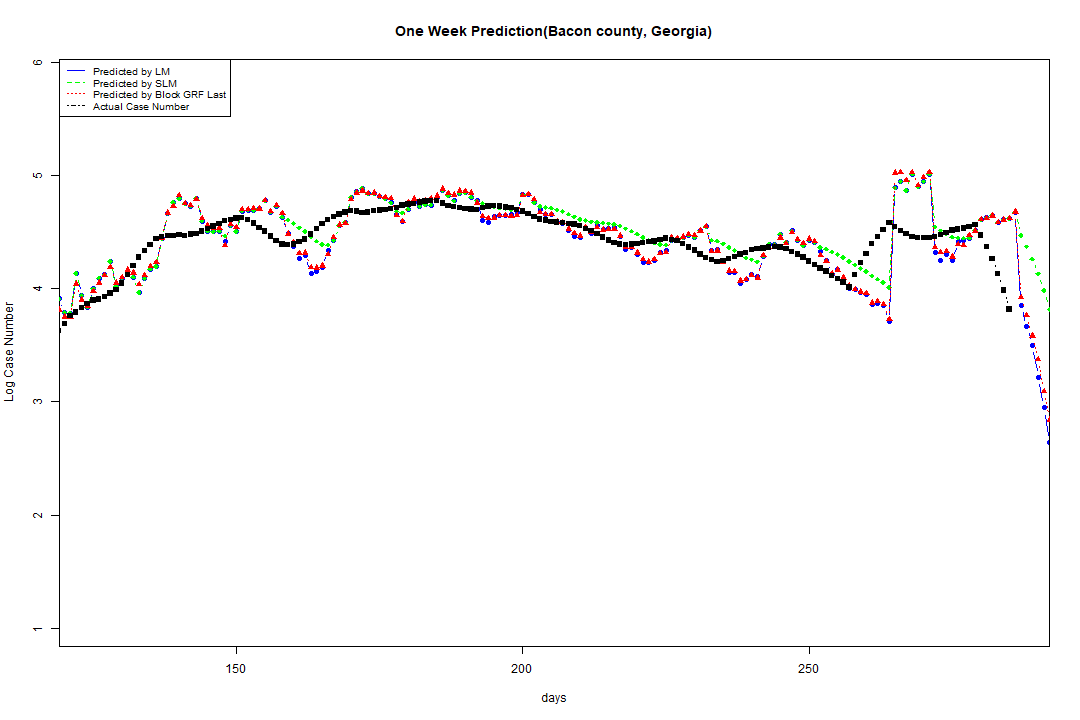 One Week Prediction(Bacon county, Georgia)
Predicted by LM
Predicted by SLM
Predicted by Block GRF Last
Actual Case Number
6
5
4
3
2
1
Log Case Number
150
200
250
days